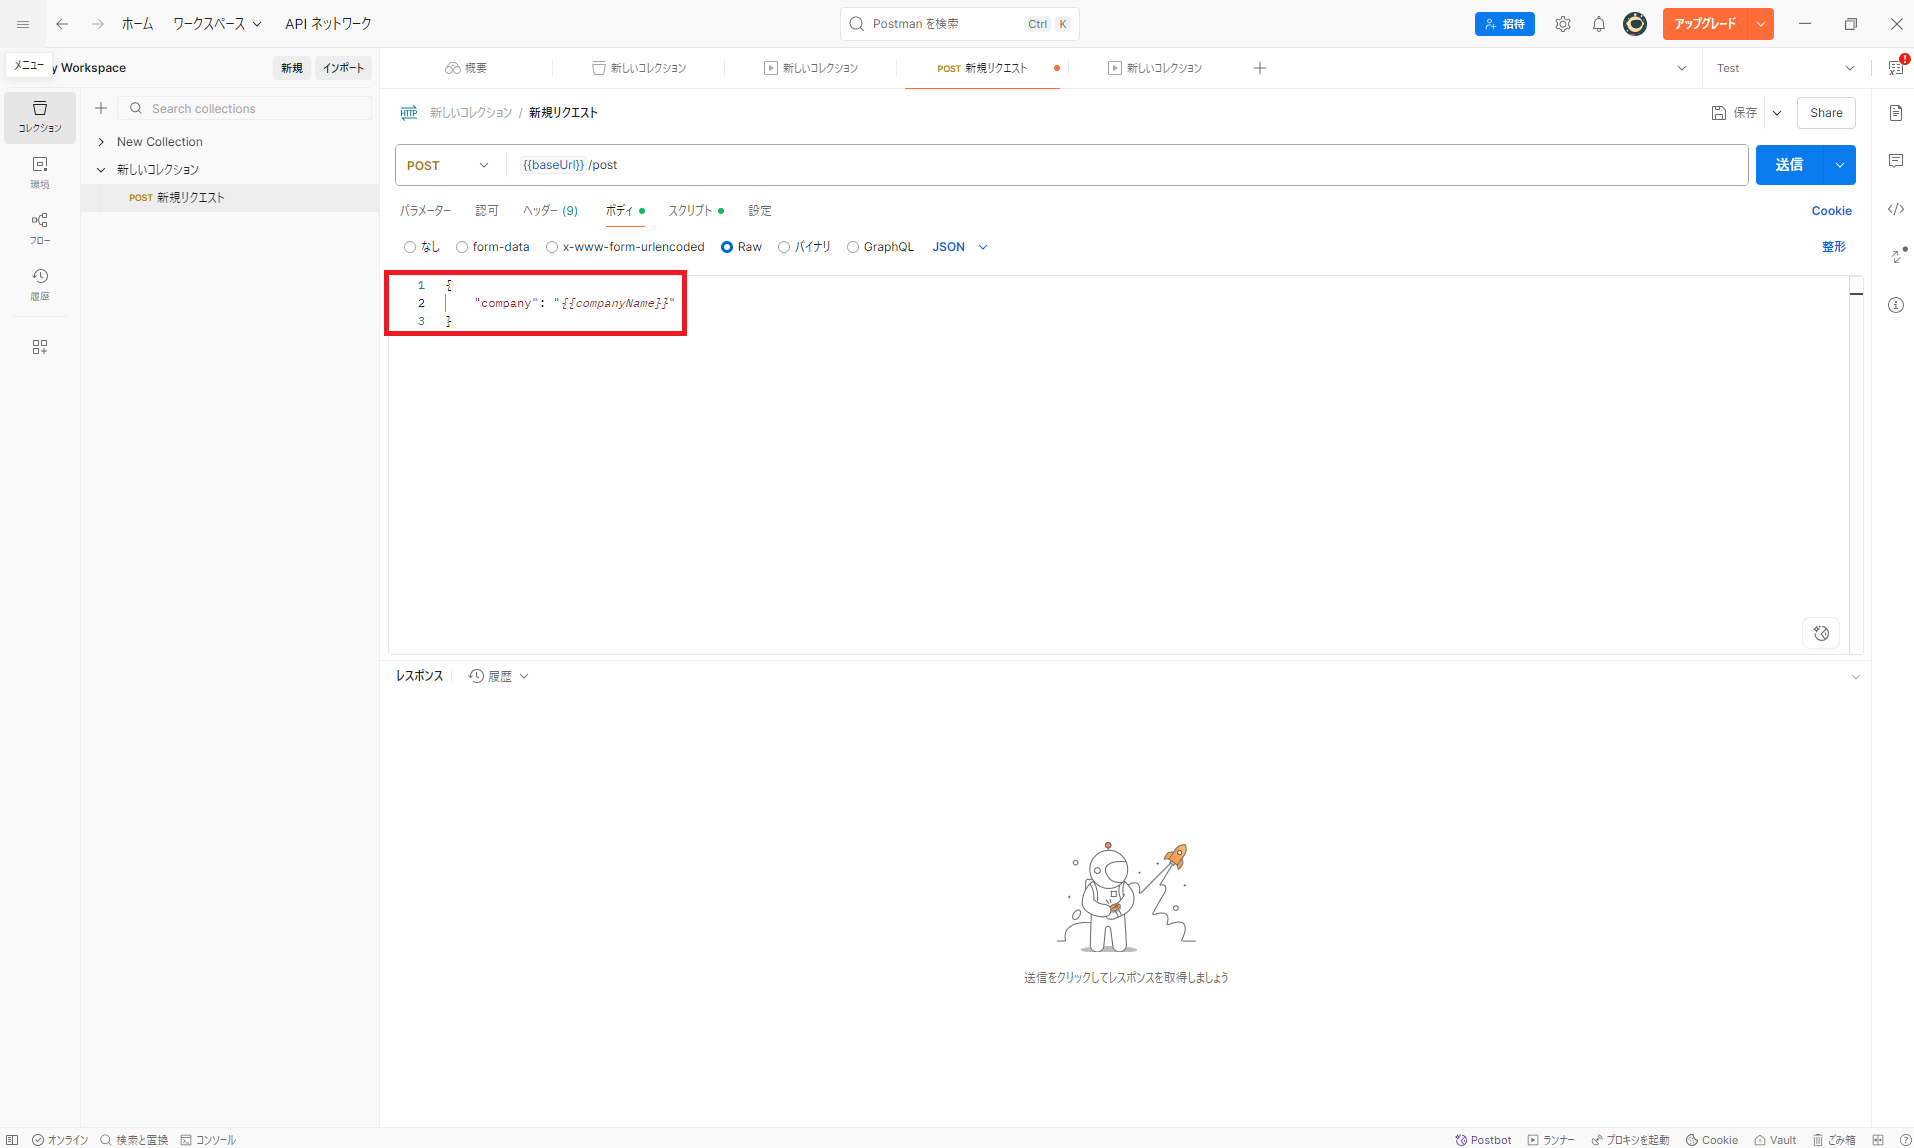 ホーム ワークスペース API ネットワーク Postman を検索 Ctrl K 招待 アップグレード
メニュー y Workspace 新規 インポート 概要 新しいコレクション 新しいコレクション POST 新規リクエスト 新しいコレクション Test
コレクション
Search collections
New Collection
新しいコレクション
POST 新規リクエスト
環境
フロー
履歴
HTTP 新しいコレクション / 新規リクエスト 保存 Share
POST {{baseUrl}} /post 送信
パラメーター 認可 ヘッダー (9) ボディ スクリプト 設定 Cookie
なし form-data x-www-form-urlencoded Raw バイナリ GraphQL JSON 整形
1 {
2 "company": "{{companyName}}"
3 }
レスポンス 履歴
送信をクリックしてレスポンスを取得しましょう
オンライン 検索と置換 コンソール Postbot ランナー プロキシを起動 Cookie Vault ごみ箱